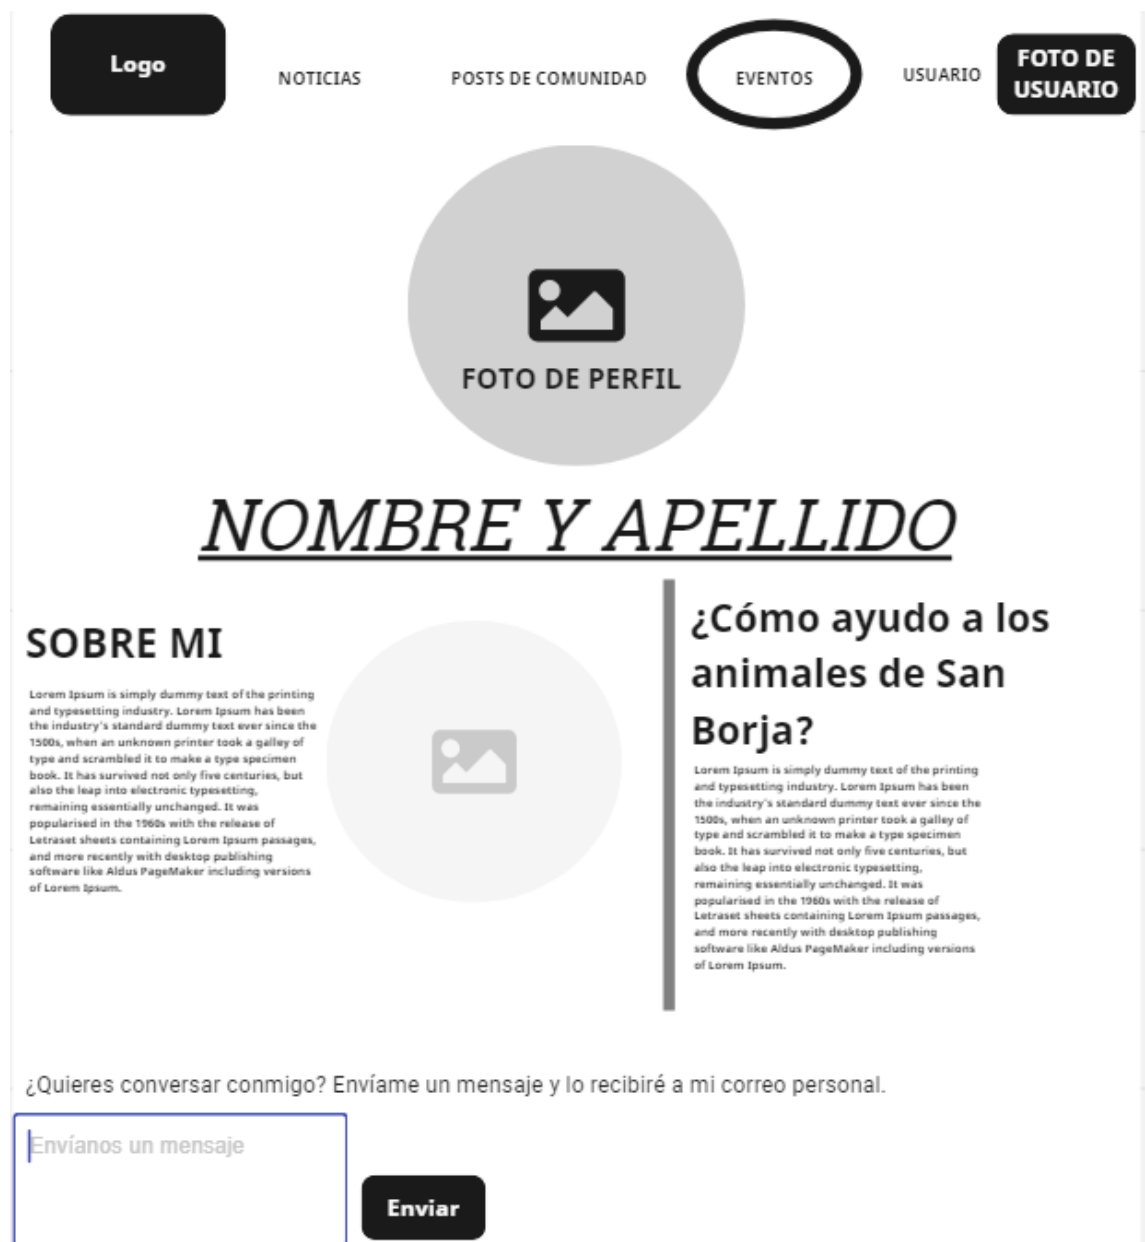 Logo
NOTICIAS
POSTS DE COMUNIDAD
EVENTOS
USUARIO
FOTO DE
USUARIO
FOTO DE PERFIL
NOMBRE Y APELLIDO
SOBRE MI
Lorem Ipsum is simply dummy text of the printing
and typesetting industry. Lorem Ipsum has been
the industry's standard dummy text ever since the
1500s, when an unknown printer took a galley of
type and scrambled it to make a type specimen
book. It has survived not only five centuries, but
also the leap into electronic typesetting,
remaining essentially unchanged. It was
popularised in the 1960s with the release of
Letraset sheets containing Lorem Ipsum passages,
and more recently with desktop publishing
software like Aldus PageMaker including versions
of Lorem Ipsum.
¿Cómo ayudo a los
animales de San
Borja?
Lorem Ipsum is simply dummy text of the printing
and typesetting industry. Lorem Ipsum has been
the industry's standard dummy text ever since the
1500s, when an unknown printer took a galley of
type and scrambled it to make a type specimen
book. It has survived not only five centuries, but
also the leap into electronic typesetting,
remaining essentially unchanged. It was
popularised in the 1960s with the release of
Letraset sheets containing Lorem Ipsum passages,
and more recently with desktop publishing
software like Aldus PageMaker including versions
of Lorem Ipsum.
¿Quieres conversar conmigo? Envíame un mensaje y lo recibiré a mi correo personal.
Envíanos un mensaje
Enviar